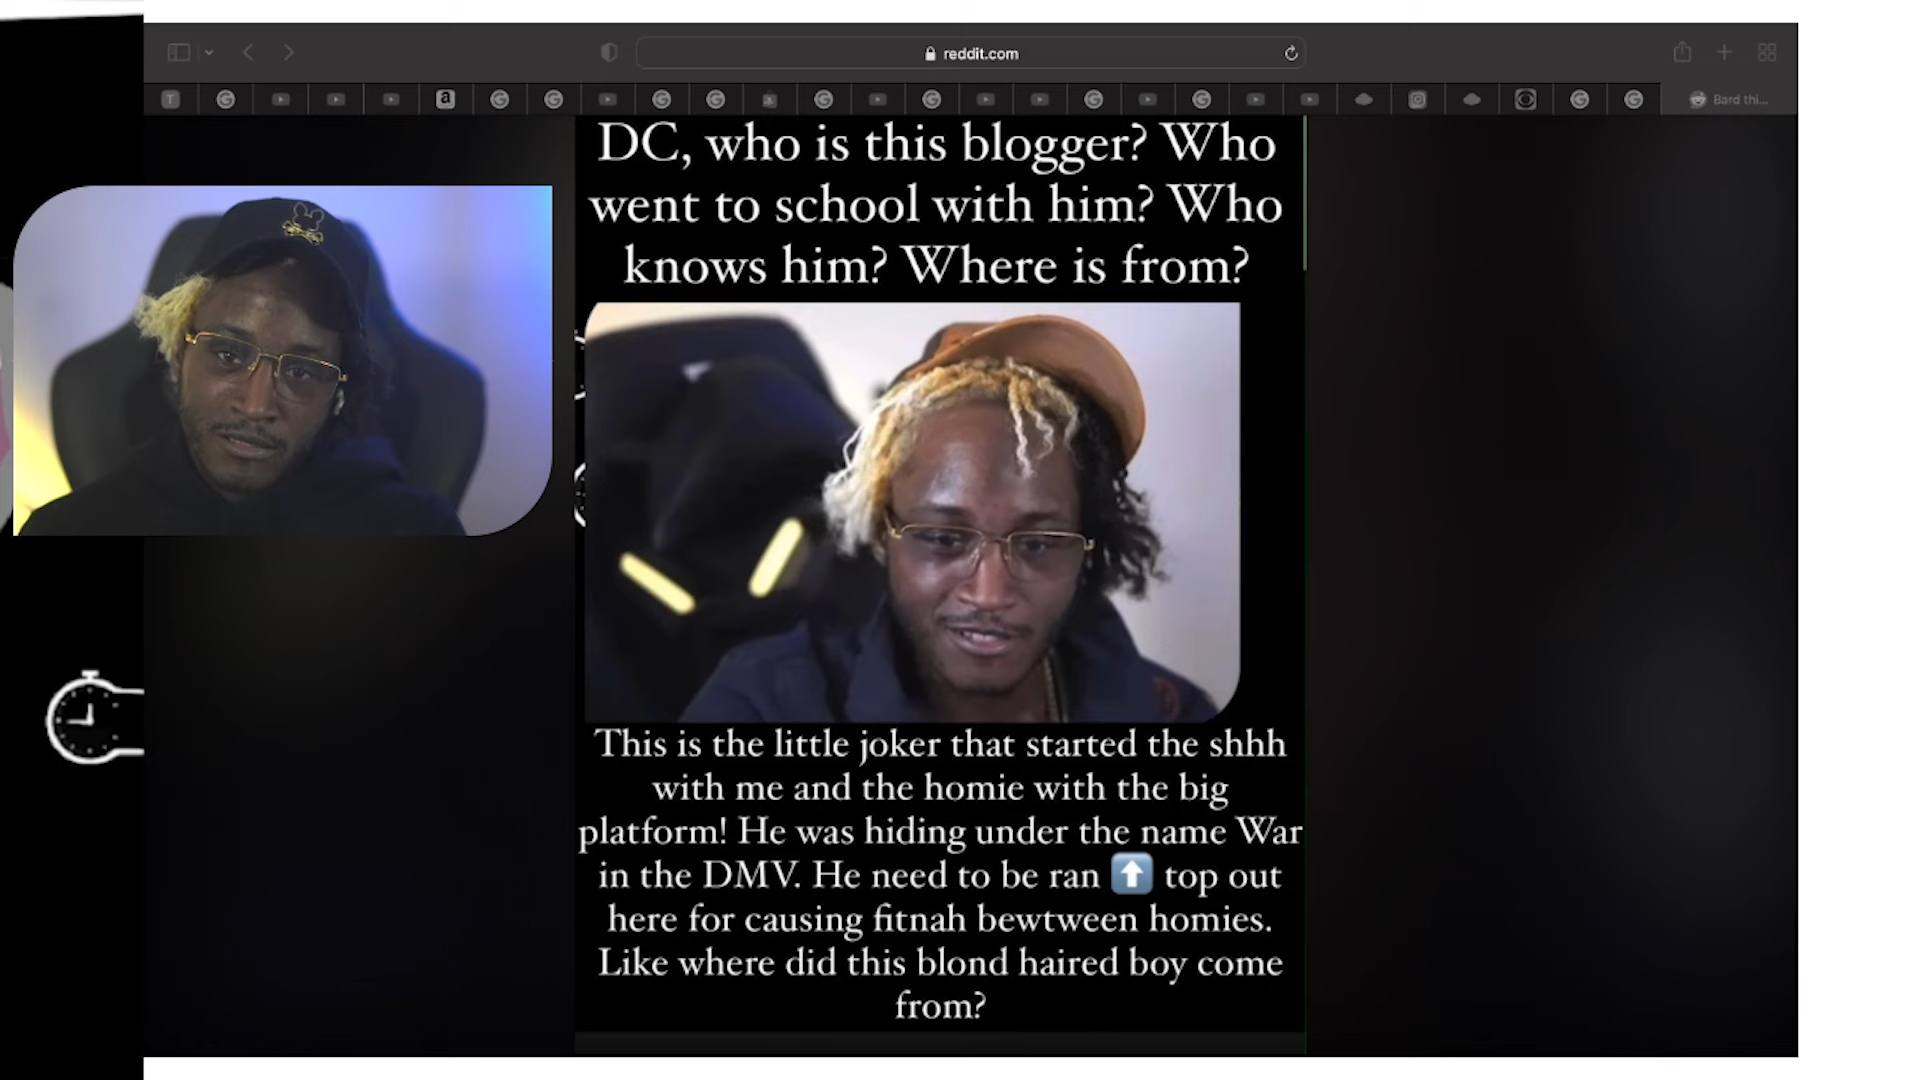 reddit.com
T
a
Bard thi...
DC, who is this blogger? Who
went to school with him? Who
knows him? Where is from?
This is the little joker that started the shhh
with me and the homie with the big
platform! He was hiding under the name War
in the DMV. He need to be ran ⬆️ top out
here for causing fitnah bewtween homies.
Like where did this blond haired boy come
from?